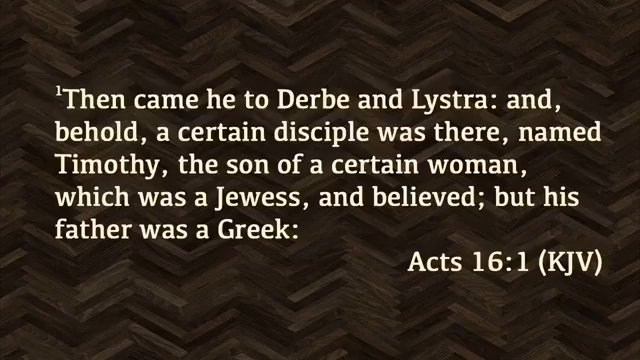 ¹Then came he to Derbe and Lystra: and,
behold, a certain disciple was there, named
Timothy, the son of a certain woman,
which was a Jewess, and believed; but his
father was a Greek:
Acts 16:1 (KJV)